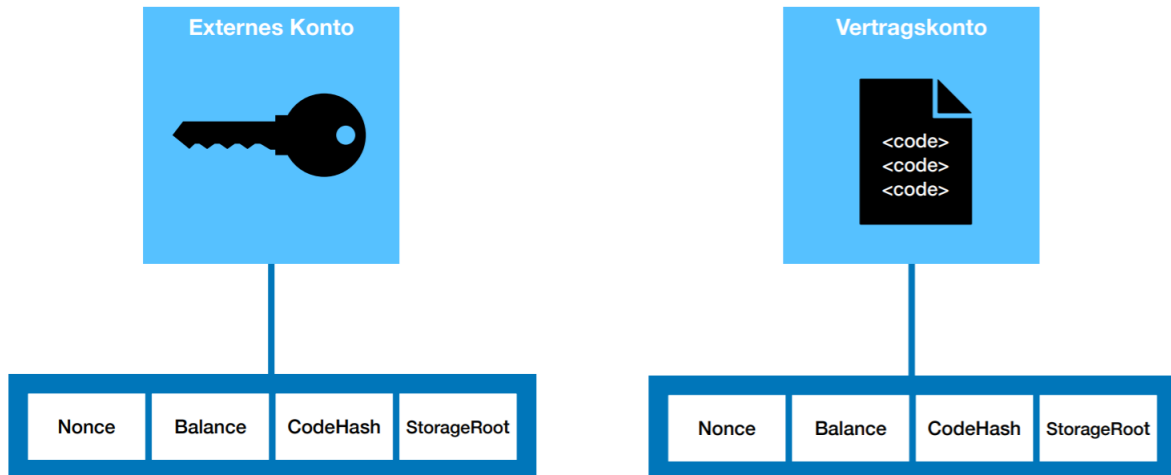 Externes Konto
Vertragskonto
<code>
<code>
<code>
Nonce Balance CodeHash StorageRoot
Nonce Balance CodeHash StorageRoot